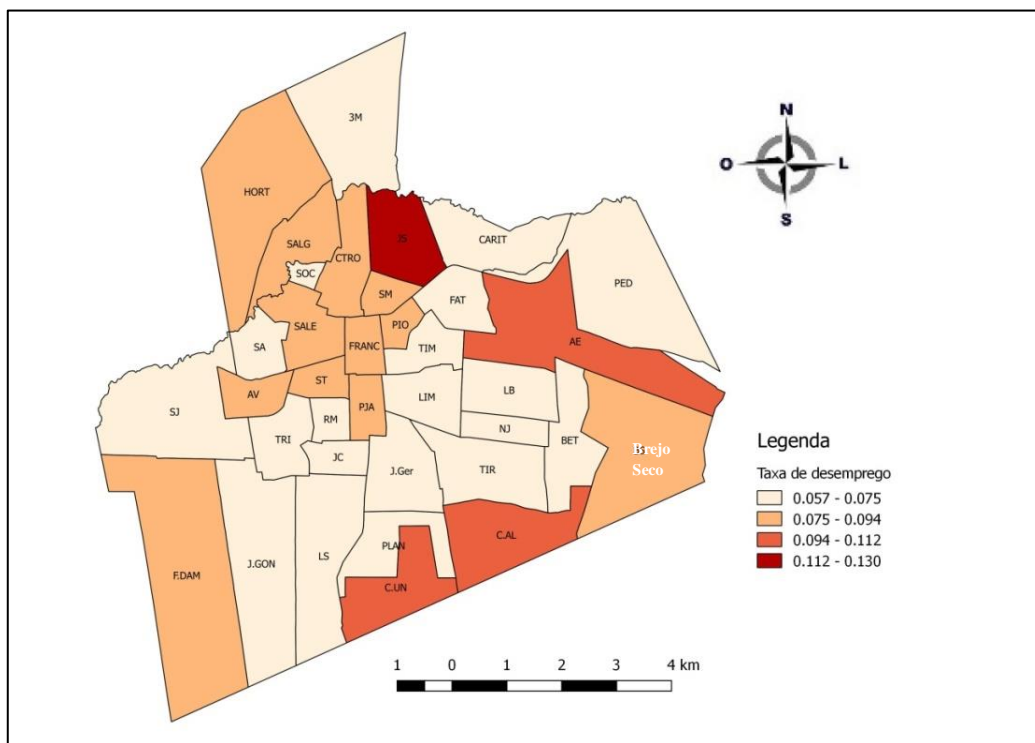 3M
N
O
L
S
HORT
SALG
CTRO
JS
CARIT
PED
SOC
SM
FAT
SALE
PIO
FRANC
TIM
AE
SA
ST
AV
PJA
LIM
LB
SJ
RM
TRI
NJ
BET
Brejo
Seco
JC
J.Ger
TIR
F.DAM
J.GON
LS
PLAN
C.AL
C.UN
Legenda
Taxa de desemprego
0.057 - 0.075
0.075 - 0.094
0.094 - 0.112
0.112 - 0.130
1 0 1 2 3 4 km